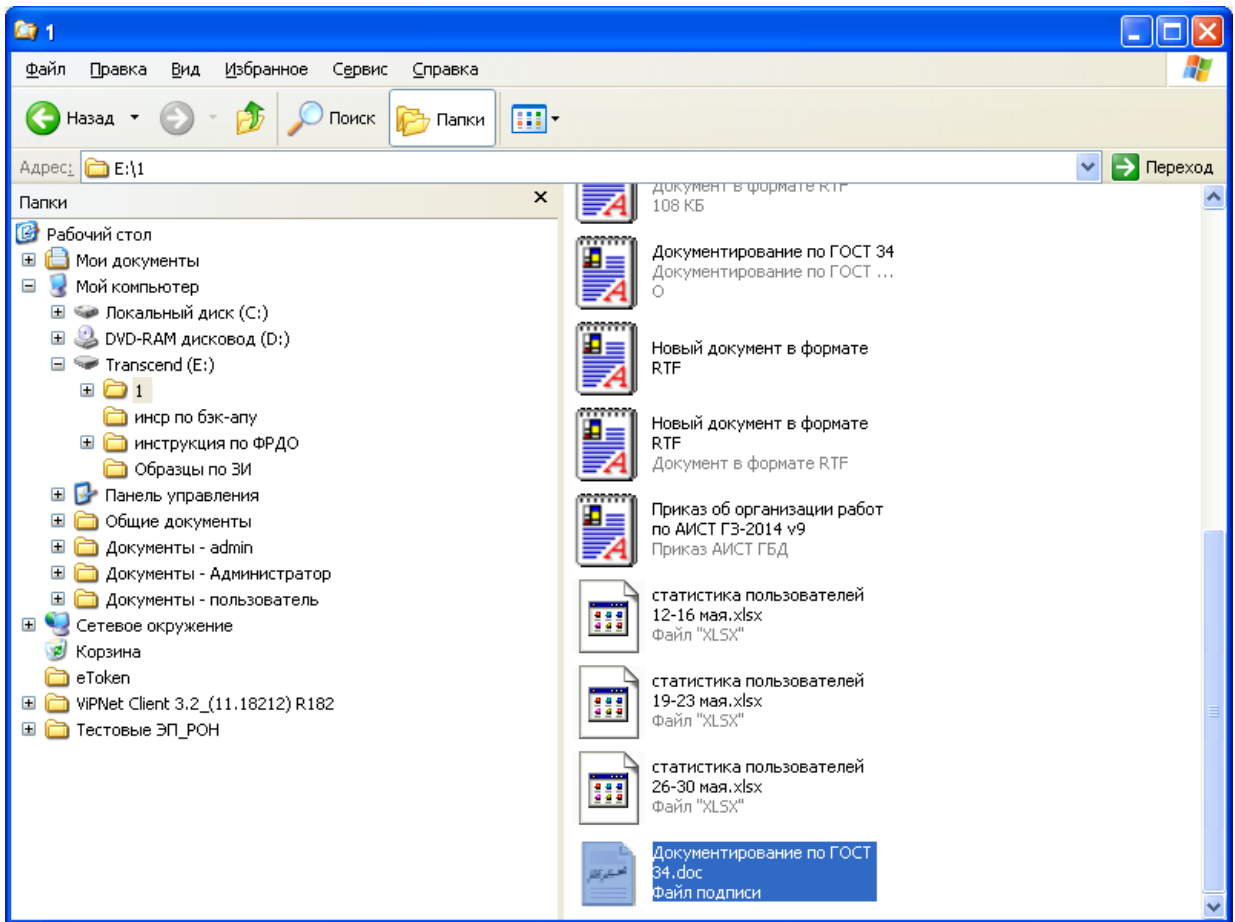 1
Файл Правка Вид Избранное Сервис Справка
Назад Поиск Папки
Адрес: E:\1 Переход
Папки
Рабочий стол
Мои документы
Мой компьютер
Локальный диск (C:)
DVD-RAM дисковод (D:)
Transcend (E:)
1
инср по бэк-апу
инструкция по ФРДО
Образцы по ЗИ
Панель управления
Общие документы
Документы - admin
Документы - Администратор
Документы - пользователь
Сетевое окружение
Корзина
eToken
ViPNet Client 3.2_(11.18212) R182
Тестовые ЭП_РОН
Документ в формате RTF
108 КБ
Документирование по ГОСТ 34
Документирование по ГОСТ ...
О
Новый документ в формате
RTF
Новый документ в формате
RTF
Документ в формате RTF
Приказ об организации работ
по АИСТ ГЗ-2014 v9
Приказ АИСТ ГБД
статистика пользователей
12-16 мая.xlsx
Файл "XLSX"
статистика пользователей
19-23 мая.xlsx
Файл "XLSX"
статистика пользователей
26-30 мая.xlsx
Файл "XLSX"
Документирование по ГОСТ
34.doc
Файл подписи